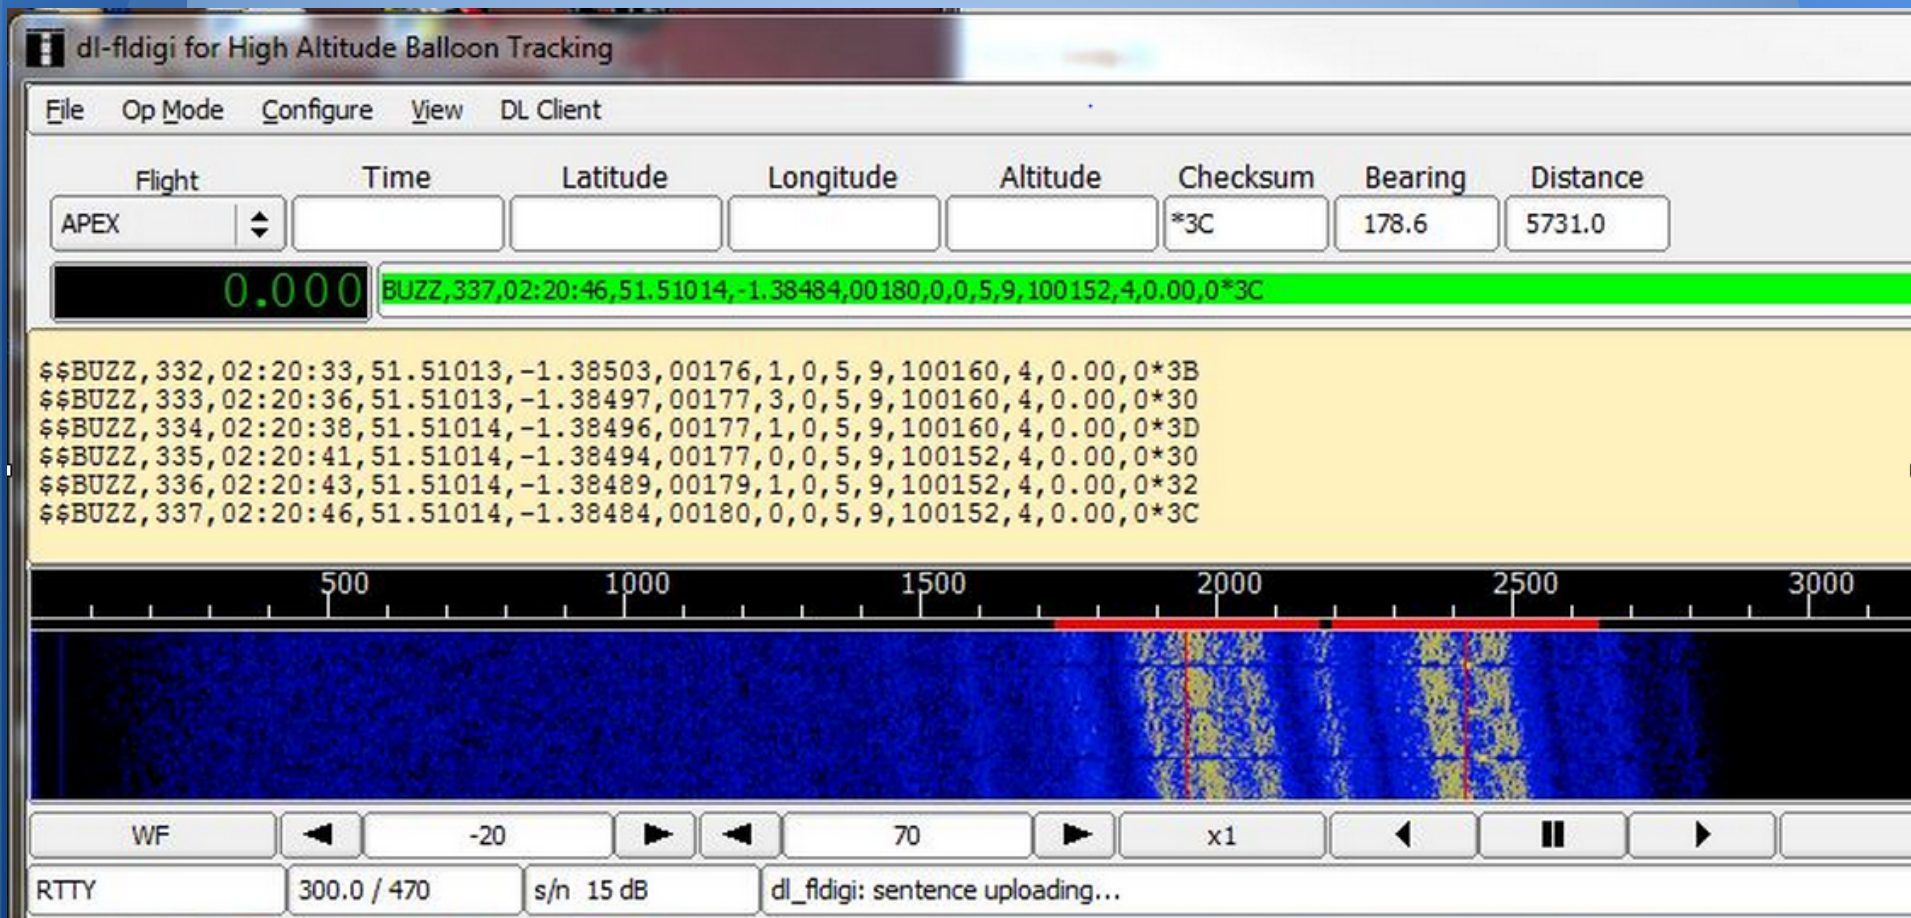 dl-fldigi for High Altitude Balloon Tracking
File Op Mode Configure View DL Client
Flight Time Latitude Longitude Altitude Checksum Bearing Distance
APEX *3C 178.6 5731.0
0.000 BUZZ,337,02:20:46,51.51014,-1.38484,00180,0,0,5,9,100152,4,0.00,0*3C
$$BUZZ,332,02:20:33,51.51013,-1.38503,00176,1,0,5,9,100160,4,0.00,0*3B
$$BUZZ,333,02:20:36,51.51013,-1.38497,00177,3,0,5,9,100160,4,0.00,0*30
$$BUZZ,334,02:20:38,51.51014,-1.38496,00177,1,0,5,9,100160,4,0.00,0*3D
$$BUZZ,335,02:20:41,51.51014,-1.38494,00177,0,0,5,9,100152,4,0.00,0*30
$$BUZZ,336,02:20:43,51.51014,-1.38489,00179,1,0,5,9,100152,4,0.00,0*32
$$BUZZ,337,02:20:46,51.51014,-1.38484,00180,0,0,5,9,100152,4,0.00,0*3C
500 1000 1500 2000 2500 3000
WF -20 70 x1
RTTY 300.0 / 470 s/n 15 dB dl_fldigi: sentence uploading...